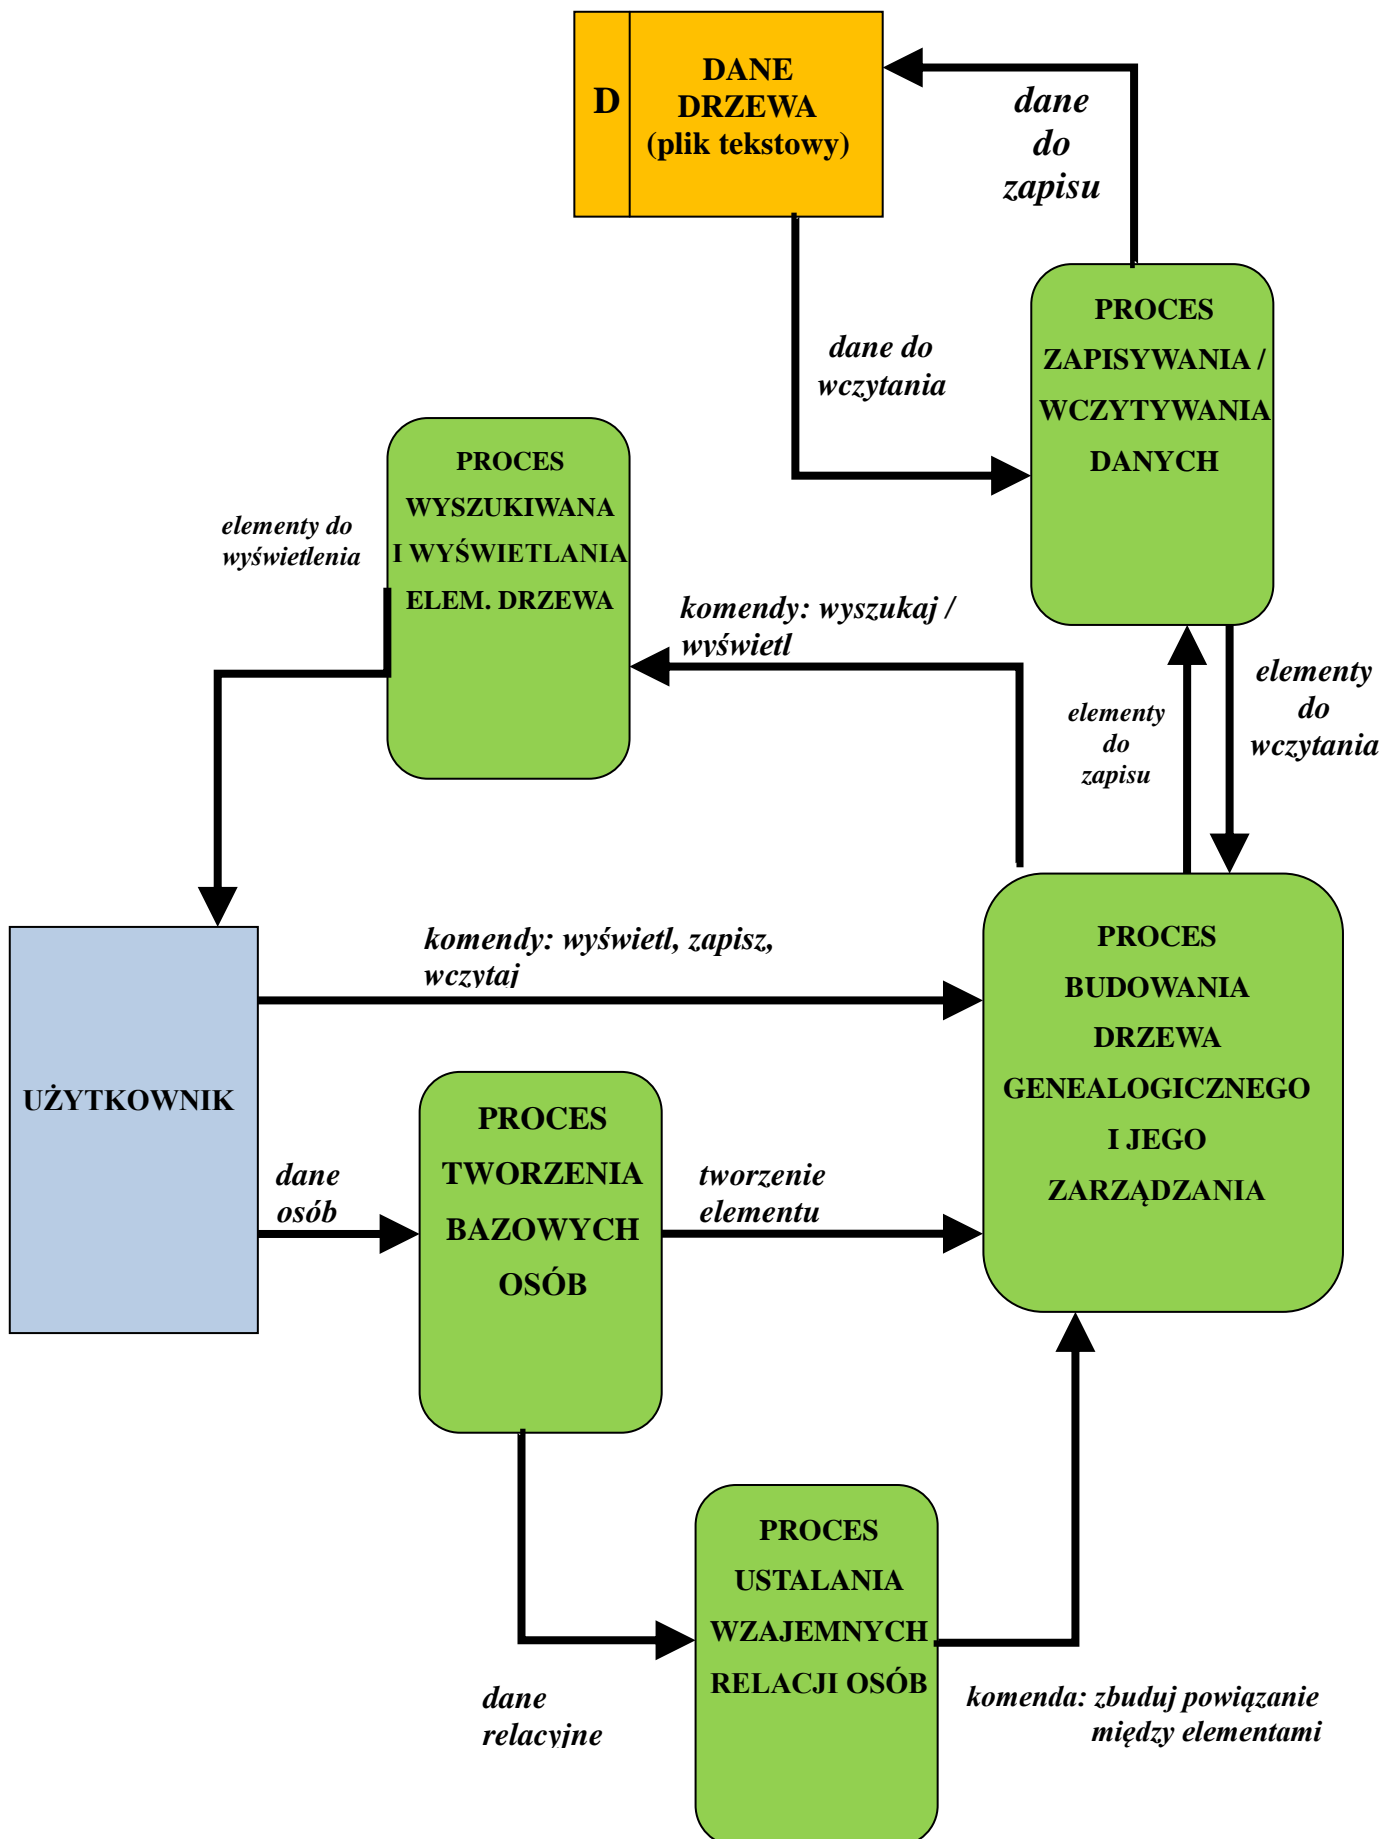 D
DANE
DRZEWA
(plik tekstowy)
dane
do
zapisu
PROCES
ZAPISYWANIA /
WCZYTYWANIA
DANYCH
dane do
wczytania
PROCES
WYSZUKIWANA
I WYŚWIETLANIA
ELEM. DRZEWA
elementy do
wyświetlenia
komendy: wyszukaj /
wyświetl
elementy
do
zapisu
elementy
do
wczytania
UŻYTKOWNIK
komendy: wyświetl, zapisz,
wczytaj
PROCES
BUDOWANIA
DRZEWA
GENEALOGICZNEGO
I JEGO
ZARZĄDZANIA
dane
osób
PROCES
TWORZENIA
BAZOWYCH
OSÓB
tworzenie
elementu
PROCES
USTALANIA
WZAJEMNYCH
RELACJI OSÓB
dane
relacyjne
komenda: zbuduj powiązanie
między elementami